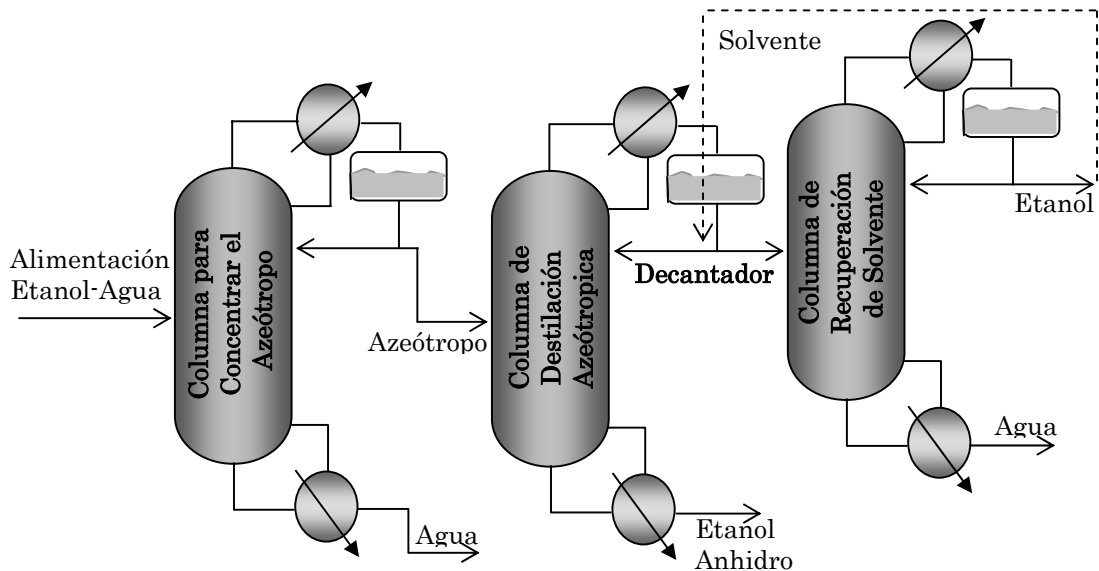 Solvente
Etanol
Alimentación
Etanol-Agua
Columna para
Concentrar el
Azeótropo
Azeótropo
Agua
Columna de
Destilación
Azeótropica
Decantador
Etanol
Anhidro
Columna de
Recuperación
de Solvente
Agua